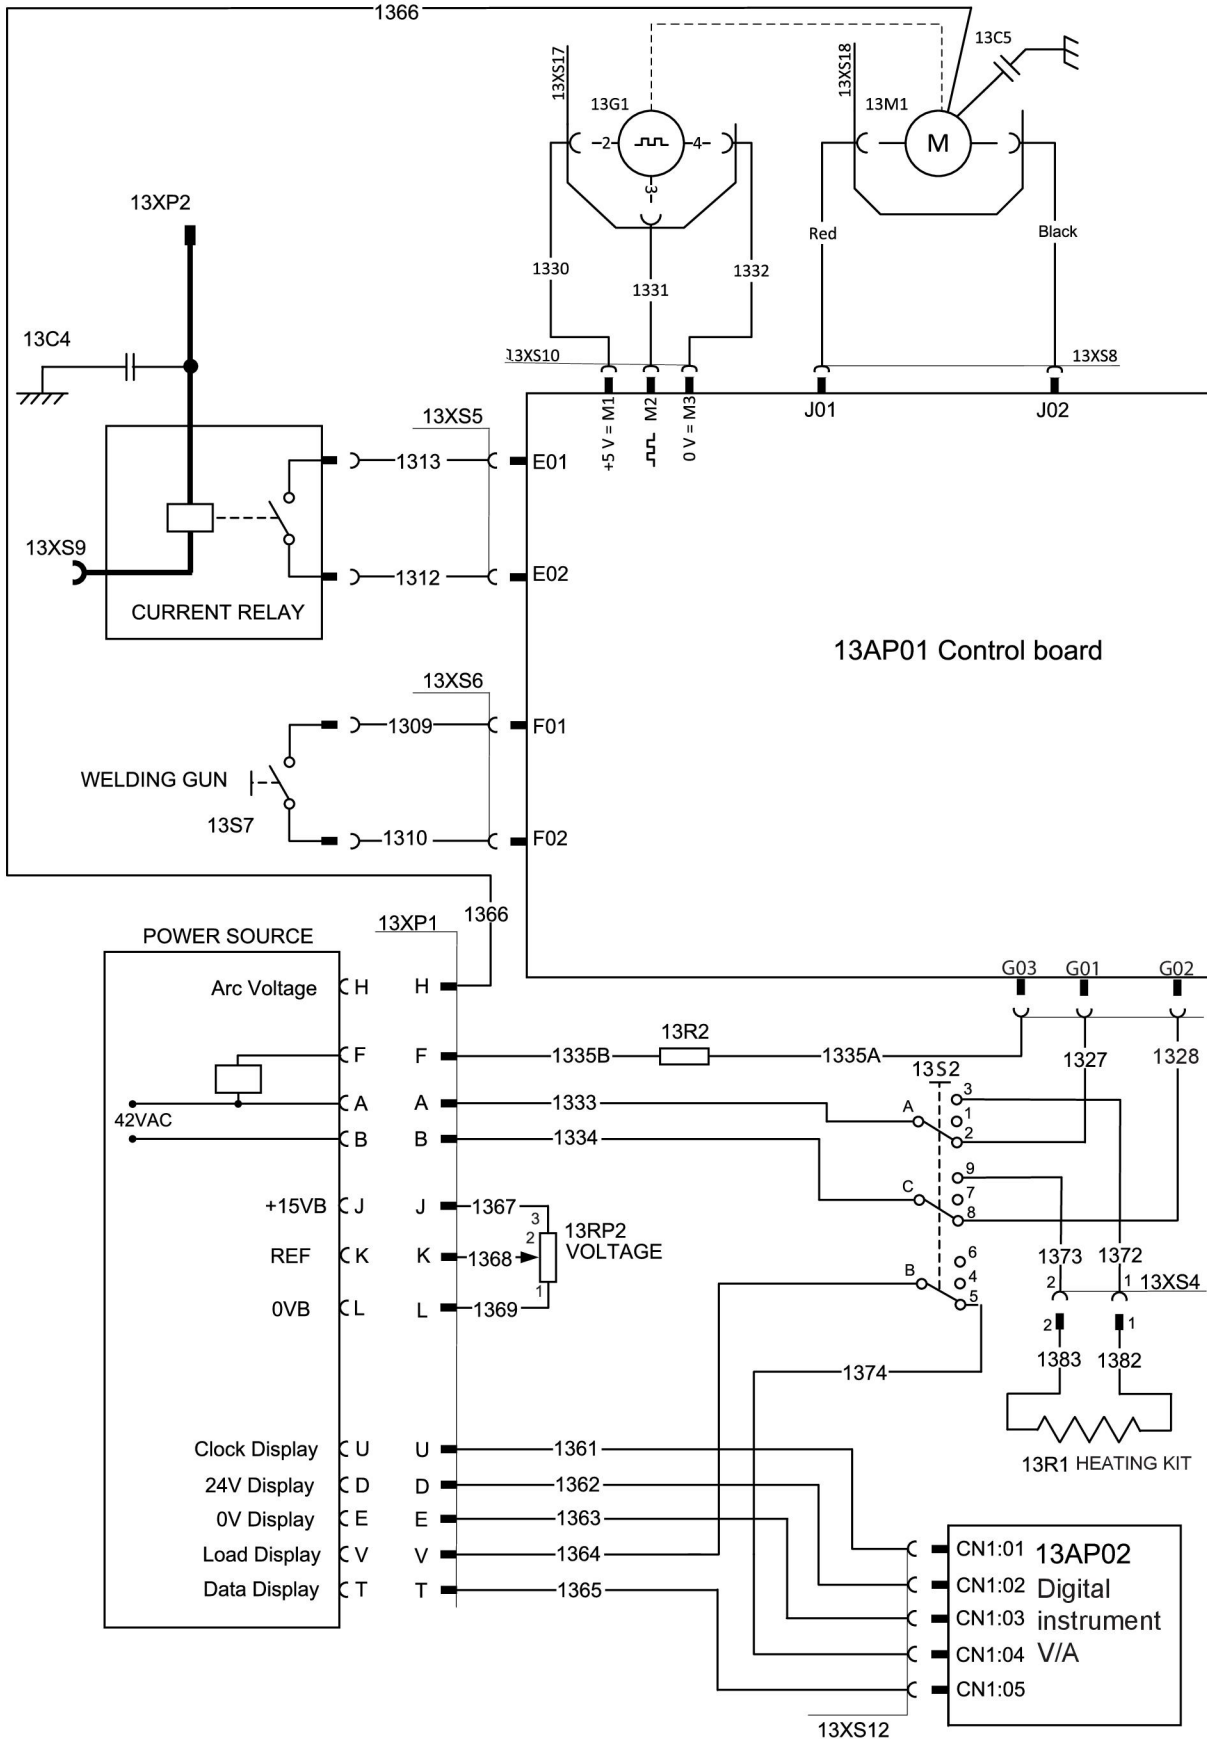 1366
13C5
13XS17
13XS18
13G1
13M1
2
4
3
M
13XP2
Red
Black
1330
1331
1332
13C4
13XS10
13XS8
+5 V = M1
M2
0 V = M3
J01
J02
13XS5
1313
E01
13XS9
1312
E02
CURRENT RELAY
13AP01 Control board
13XS6
1309
F01
WELDING GUN
13S7
1310
F02
1366
13XP1
POWER SOURCE
G03
G01
G02
Arc Voltage
H
H
13R2
F
F
1335B
1335A
1327
1328
13S2
3
42VAC
A
A
1333
A
1
B
B
1334
2
9
C
7
8
+15VB
J
J
1367
3
13RP2
REF
K
K
1368
2
VOLTAGE
0VB
L
L
1369
1
6
B
4
5
1373
1372
2
1
13XS4
2
1
1383
1382
1374
13R1 HEATING KIT
Clock Display
U
U
1361
24V Display
D
D
1362
0V Display
E
E
1363
Load Display
V
V
1364
Data Display
T
T
1365
CN1:01
13AP02
CN1:02
Digital
CN1:03
instrument
CN1:04
V/A
CN1:05
13XS12